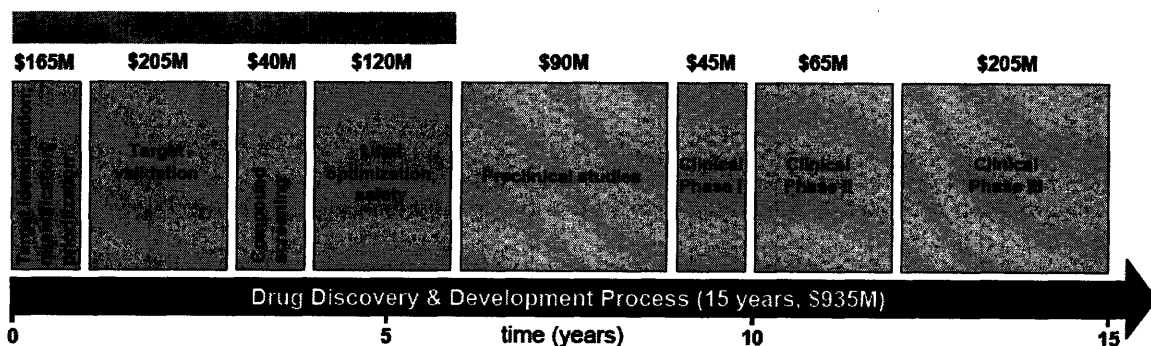 $165M $205M $40M $120M $90M $45M $65M $205M
Target identification,
Target
validation
Compound
screening
Lead
optimization,
safety
Preclinical studies
Clinical
Phase I
Clinical
Phase II
Clinical
Phase III
Drug Discovery & Development Process (15 years, $935M)
0 5 time (years) 10 15